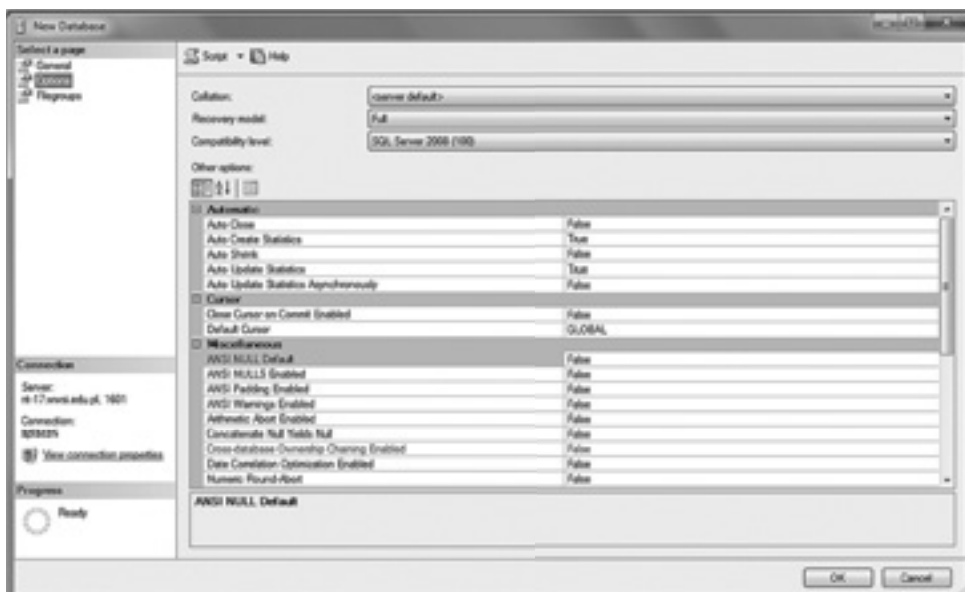 New Database
Select a page
General
Options
Filegroups
Script
Help
Collation:
<server default>
Recovery model:
Full
Compatibility level:
SQL Server 2008 (100)
Other options:
Automatic
Auto Close
False
Auto Create Statistics
True
Auto Shrink
False
Auto Update Statistics
True
Auto Update Statistics Asynchronously
False
Cursor
Close Cursor on Commit Enabled
False
Default Cursor
GLOBAL
Miscellaneous
ANSI NULL Default
False
ANSI NULLS Enabled
False
ANSI Padding Enabled
False
ANSI Warnings Enabled
False
Arithmetic Abort Enabled
False
Concatenate Null Yields Null
False
Cross-database Ownership Chaining Enabled
False
Date Correlation Optimization Enabled
False
Numeric Round-Abort
False
ANSI NULL Default
Connection
Server:
1601
Connection:
View connection properties
Progress
Ready
OK
Cancel